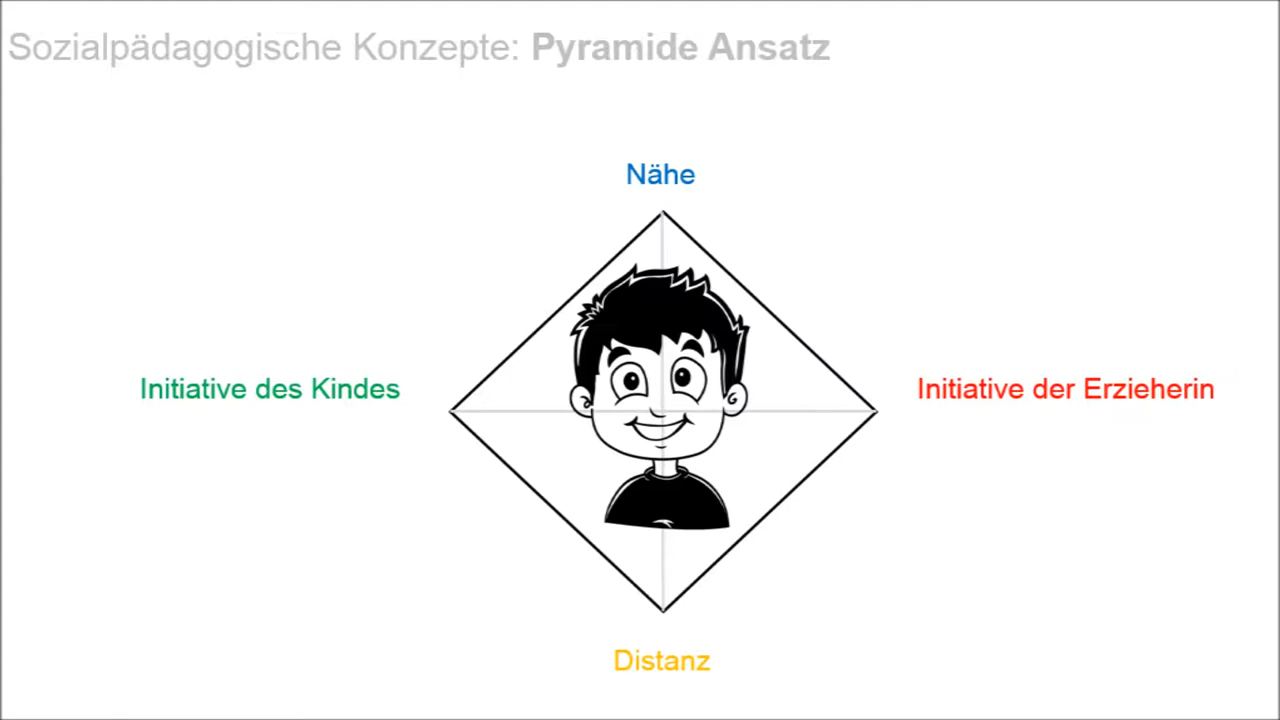 Sozialpädagogische Konzepte: Pyramide Ansatz
Nähe
Initiative des Kindes
Initiative der Erzieherin
Distanz